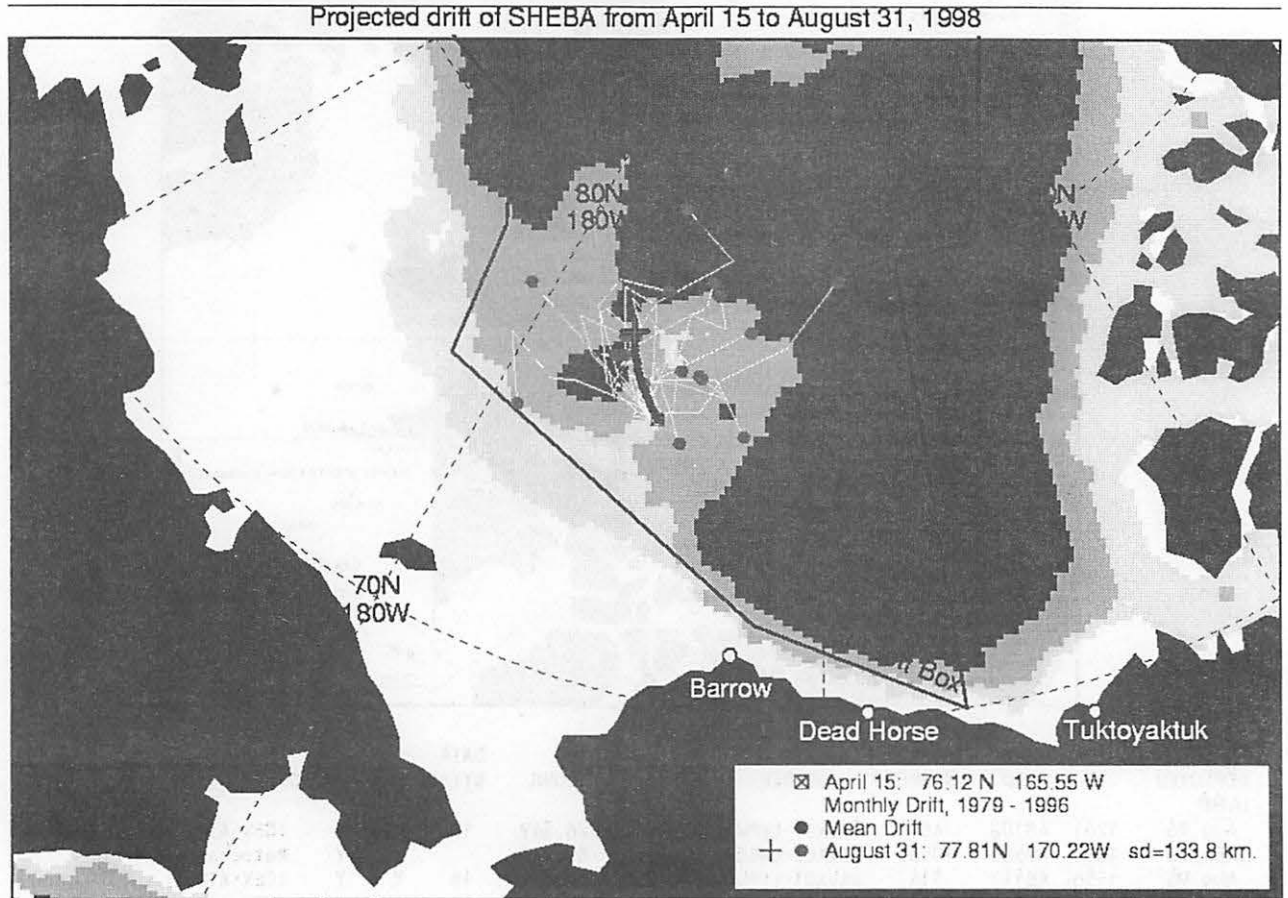 Projected drift of SHEBA from April 15 to August 31, 1998
80N
180W
N
W
70N
180W
Box
Barrow
Dead Horse
Tuktoyaktuk
April 15: 76.12 N 165.55 W
Monthly Drift, 1979 - 1996
Mean Drift
August 31: 77.81N 170.22W sd=133.8 km.